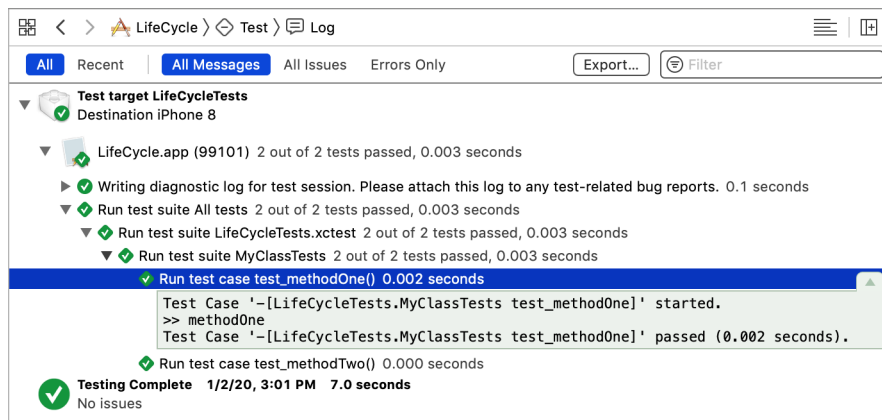 LifeCycle Test Log
All Recent All Messages All Issues Errors Only Export... Filter
Test target LifeCycleTests
Destination iPhone 8
LifeCycle.app (99101) 2 out of 2 tests passed, 0.003 seconds
Writing diagnostic log for test session. Please attach this log to any test-related bug reports. 0.1 seconds
Run test suite All tests 2 out of 2 tests passed, 0.003 seconds
Run test suite LifeCycleTests.xctest 2 out of 2 tests passed, 0.003 seconds
Run test suite MyClassTests 2 out of 2 tests passed, 0.003 seconds
Run test case test_methodOne() 0.002 seconds
Test Case '-[LifeCycleTests.MyClassTests test_methodOne]' started.
>> methodOne
Test Case '-[LifeCycleTests.MyClassTests test_methodOne]' passed (0.002 seconds).
Run test case test_methodTwo() 0.000 seconds
Testing Complete 1/2/20, 3:01 PM 7.0 seconds
No issues